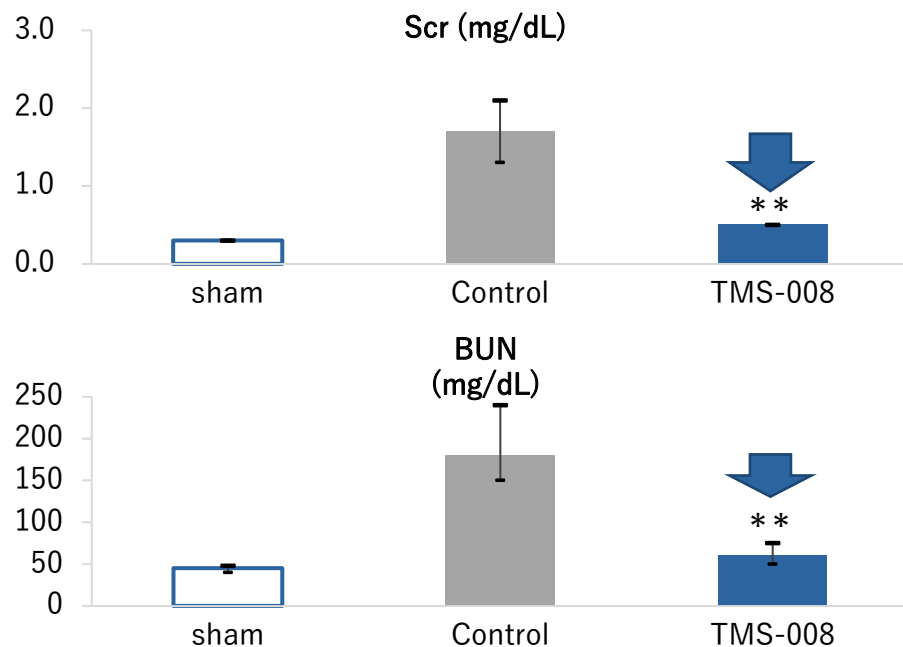 Scr (mg/dL)
3.0
2.0
1.0
0.0
**
sham Control TMS-008
BUN
(mg/dL)
250
200
150
100
50
0
**
sham Control TMS-008